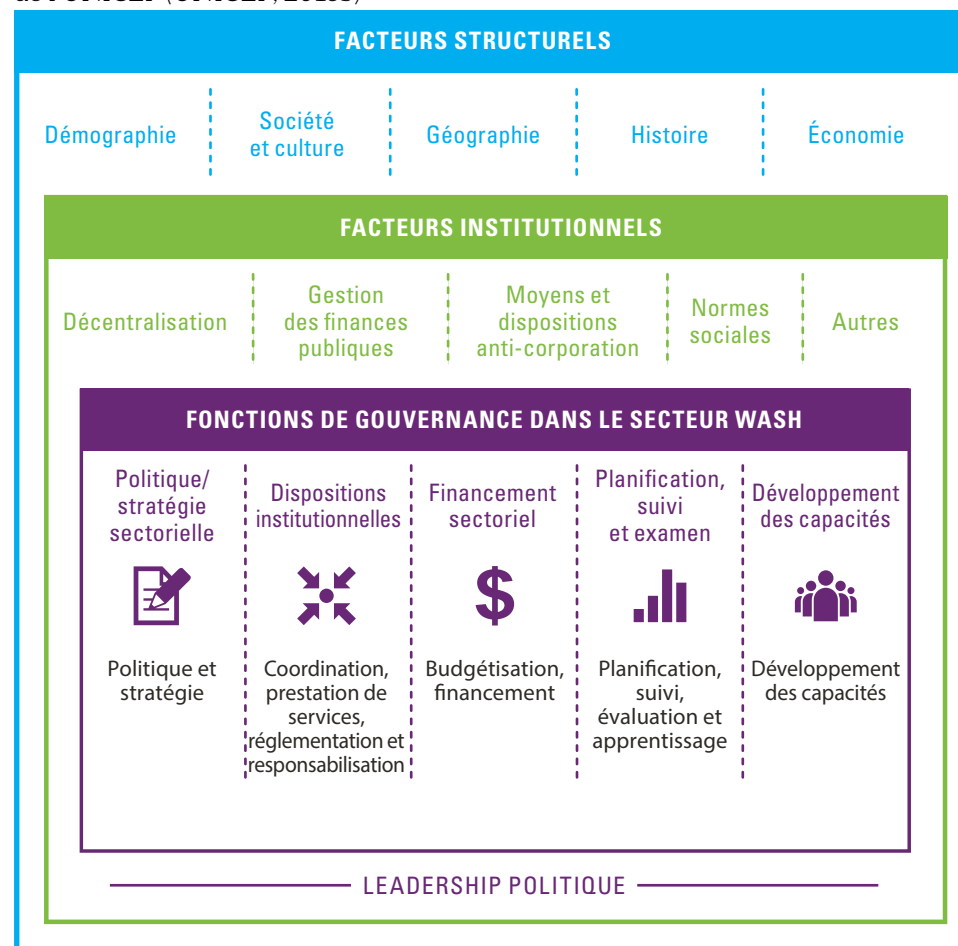 FACTEURS STRUCTURELS
Démographie
Société
et culture
Géographie
Histoire
Économie
FACTEURS INSTITUTIONNELS
Décentralisation
Gestion
des finances
publiques
Moyens et
dispositions
anti-corporation
Normes
sociales
Autres
FONCTIONS DE GOUVERNANCE DANS LE SECTEUR WASH
Politique/
stratégie
sectorielle
Dispositions
institutionnelles
Financement
sectoriel
Planification,
suivi
et examen
Développement
des capacités
$
Politique et
stratégie
Coordination,
prestation de
services,
réglementation et
responsabilisation
Budgétisation,
financement
Planification,
suivi,
évaluation et
apprentissage
Développement
des capacités
LEADERSHIP POLITIQUE